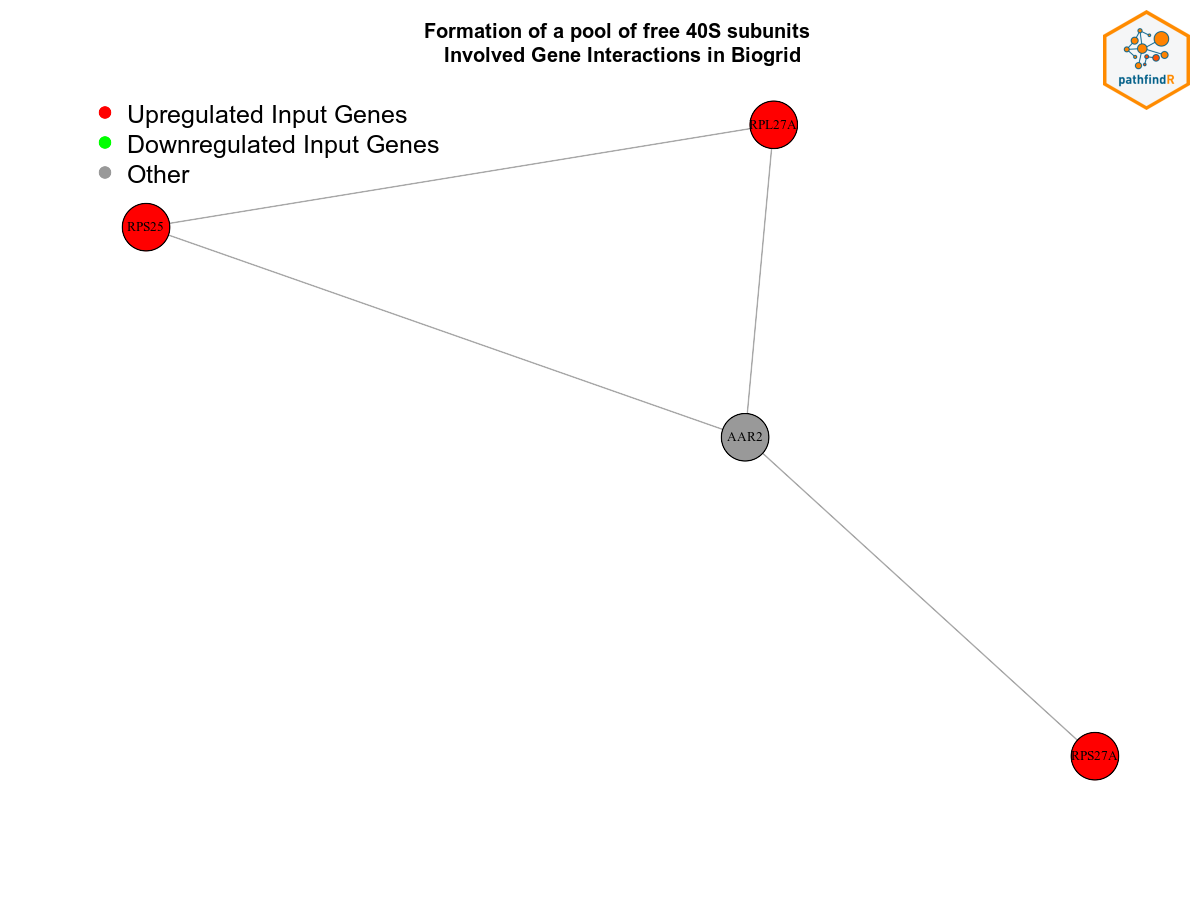 Formation of a pool of free 40S subunits
Involved Gene Interactions in Biogrid
pathfindR
Upregulated Input Genes
Downregulated Input Genes
Other
RPL27A
RPS25
AAR2
RPS27A